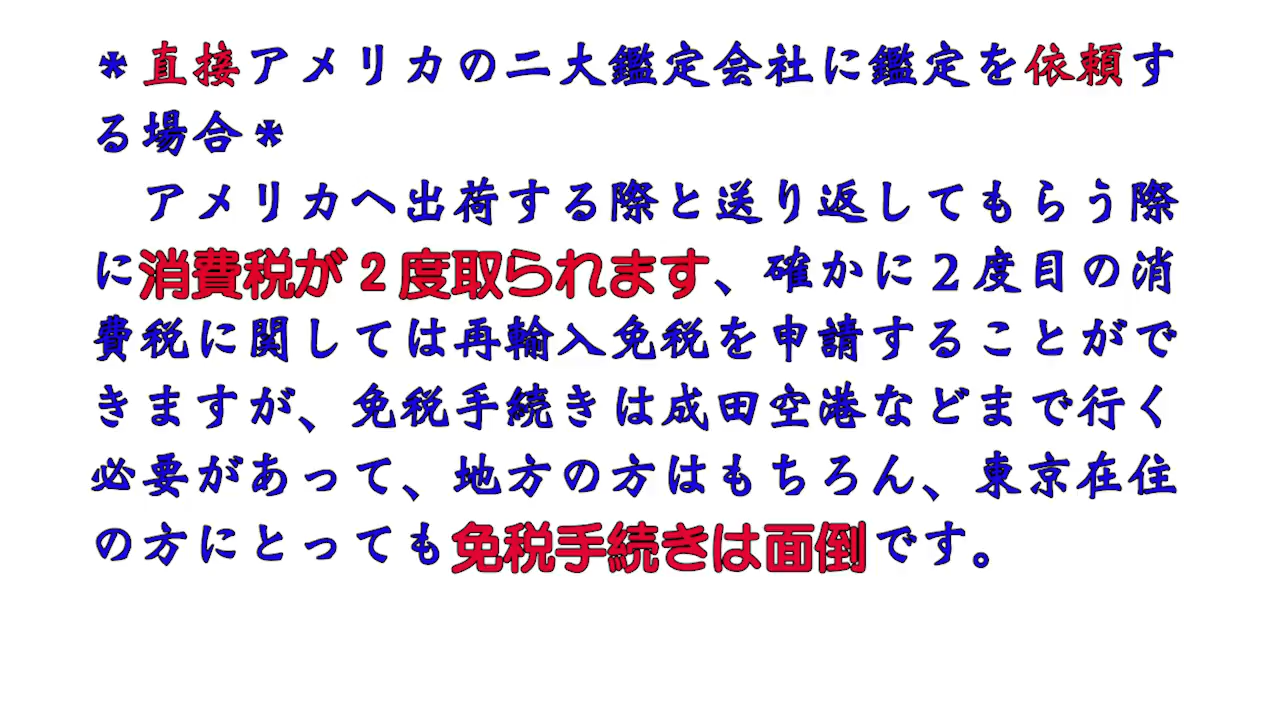 ＊直接アメリカの二大鑑定会社に鑑定を依頼す
る場合＊
　アメリカへ出荷する際と送り返してもらう際
に消費税が２度取られます、確かに２度目の消
費税に関しては再輸入免税を申請することがで
きますが、免税手続きは成田空港などまで行く
必要があって、地方の方はもちろん、東京在住
の方にとっても免税手続きは面倒です。